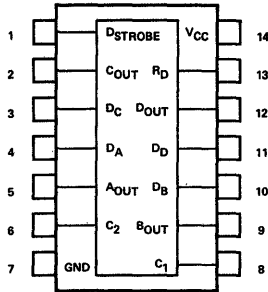 1 DSTROBE VCC 14
2 COUT RD 13
3 DC DOUT 12
4 DA DD 11
5 AOUT DB 10
6 C2 BOUT 9
7 GND C1 8